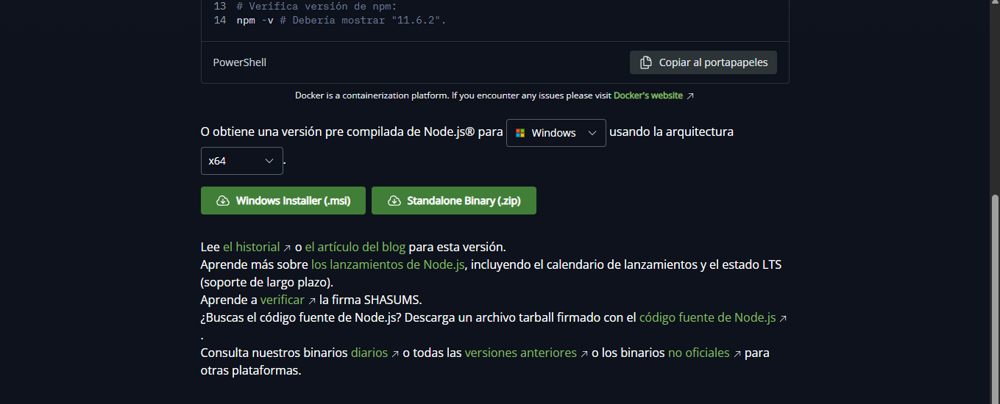 13 # Verifica versión de npm:
14 npm -v # Debería mostrar "11.6.2".
PowerShell
Copiar al portapapeles
Docker is a containerization platform. If you encounter any issues please visit Docker's website ↗
O obtiene una versión pre compilada de Node.js® para Windows usando la arquitectura
x64 .
Windows Installer (.msi) Standalone Binary (.zip)
Lee el historial ↗ o el artículo del blog para esta versión.
Aprende más sobre los lanzamientos de Node.js, incluyendo el calendario de lanzamientos y el estado LTS
(soporte de largo plazo).
Aprende a verificar ↗ la firma SHASUMS.
¿Buscas el código fuente de Node.js? Descarga un archivo tarball firmado con el código fuente de Node.js ↗
.
Consulta nuestros binarios diarios ↗ o todas las versiones anteriores ↗ o los binarios no oficiales ↗ para
otras plataformas.